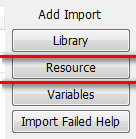 Add Import
Library
Resource
Variables
Import Failed Help